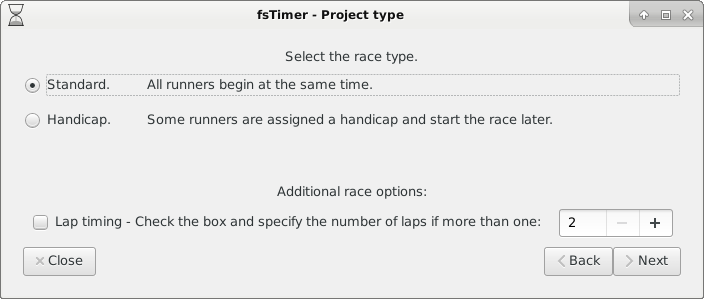 fsTimer - Project type
Select the race type.
Standard. All runners begin at the same time.
Handicap. Some runners are assigned a handicap and start the race later.
Additional race options:
Lap timing - Check the box and specify the number of laps if more than one: 2 − +
Close Back Next